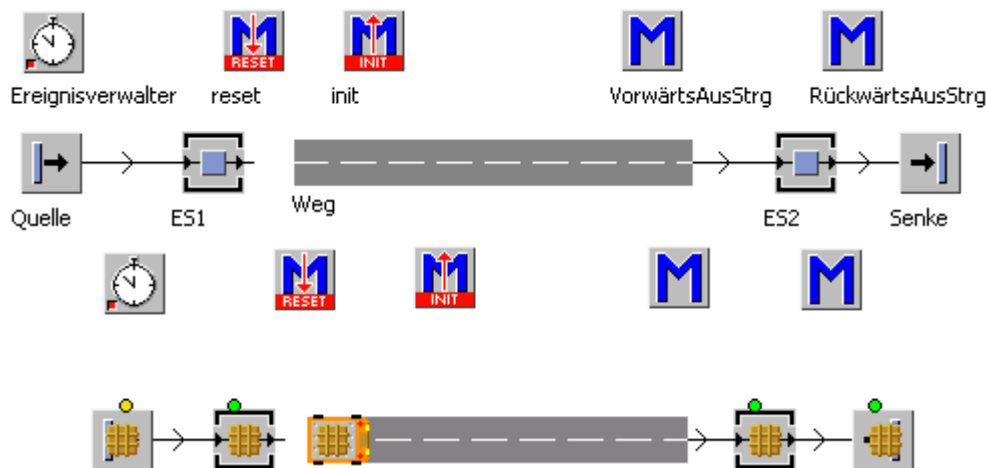 RESET INIT
Ereignisverwalter reset init VorwärtsAusStrg RückwärtsAusStrg
Weg
Quelle ES1 ES2 Senke
RESET INIT